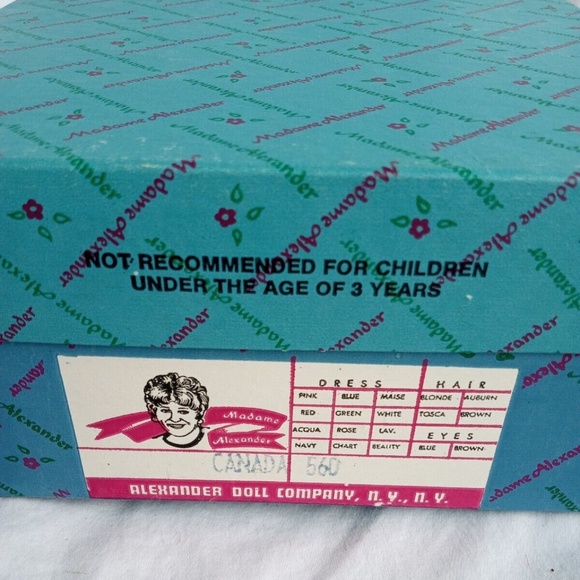 Madame Alexander
NOT RECOMMENDED FOR CHILDREN
UNDER THE AGE OF 3 YEARS
Madame
Alexander
DRESS HAIR
PINK BLUE MAISE BLONDE AUBURN
RED GREEN WHITE TOSCA BROWN
ACQUA ROSE LAV. EYES
NAVY CHART BEAUTY BLUE BROWN
CANADA 560
ALEXANDER DOLL COMPANY, N.Y., N.Y.